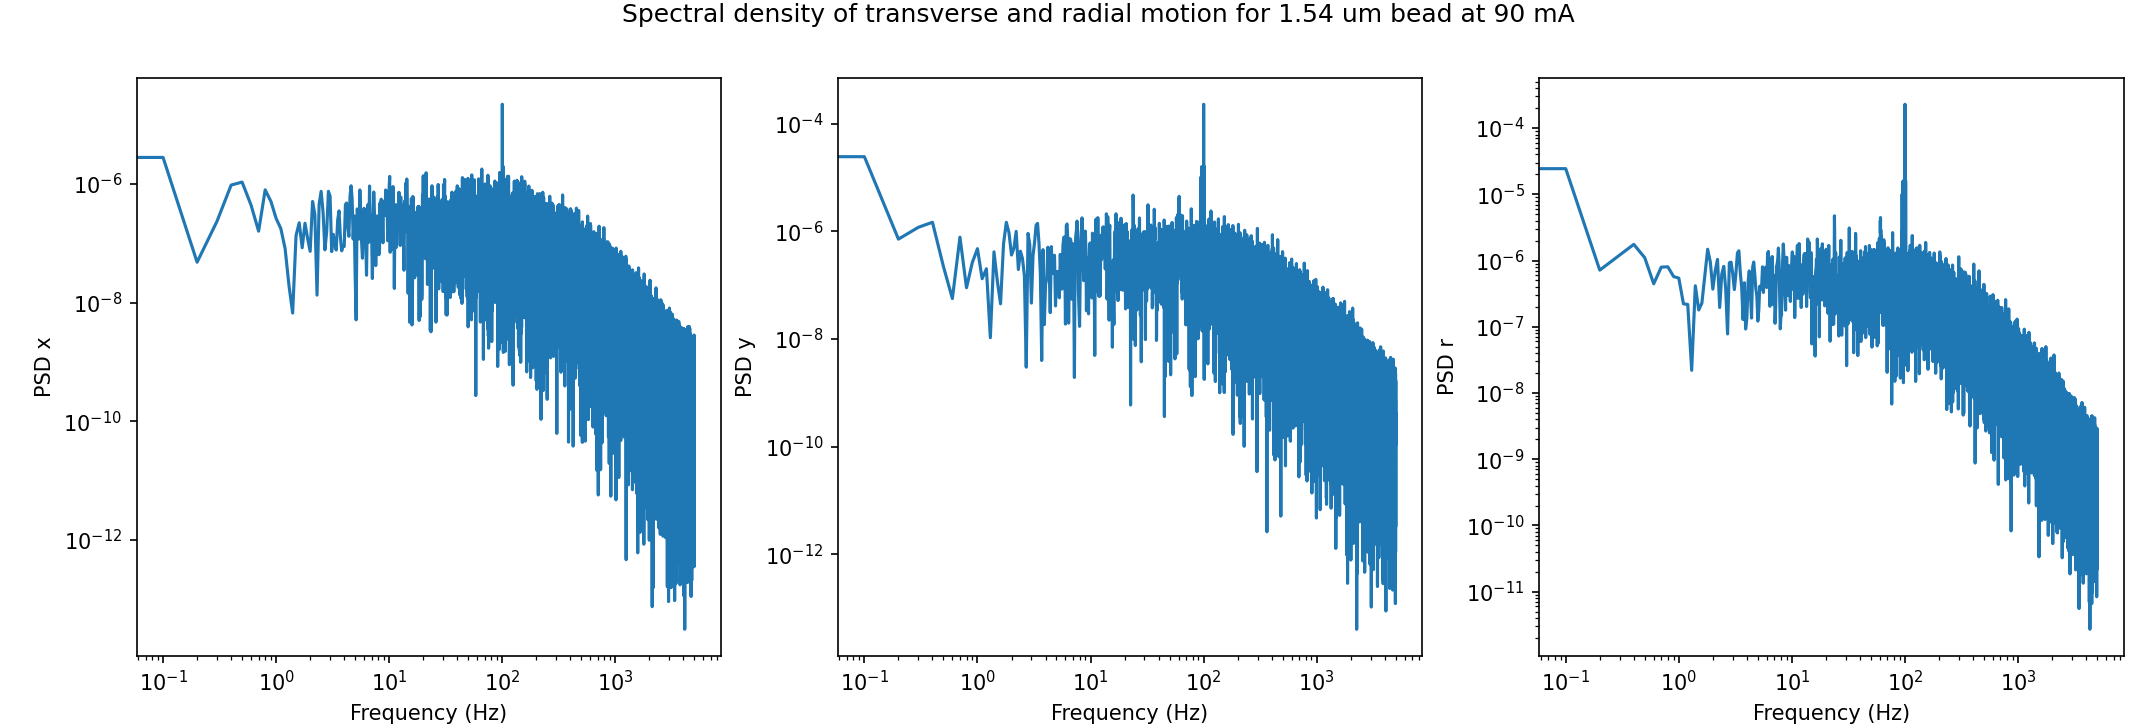 Spectral density of transverse and radial motion for 1.54 um bead at 90 mA
PSD x
10⁻⁶
10⁻⁸
10⁻¹⁰
10⁻¹²
10⁻¹ 10⁰ 10¹ 10² 10³
Frequency (Hz)
PSD y
10⁻⁴
10⁻⁶
10⁻⁸
10⁻¹⁰
10⁻¹²
10⁻¹ 10⁰ 10¹ 10² 10³
Frequency (Hz)
PSD r
10⁻⁴
10⁻⁵
10⁻⁶
10⁻⁷
10⁻⁸
10⁻⁹
10⁻¹⁰
10⁻¹¹
10⁻¹ 10⁰ 10¹ 10² 10³
Frequency (Hz)